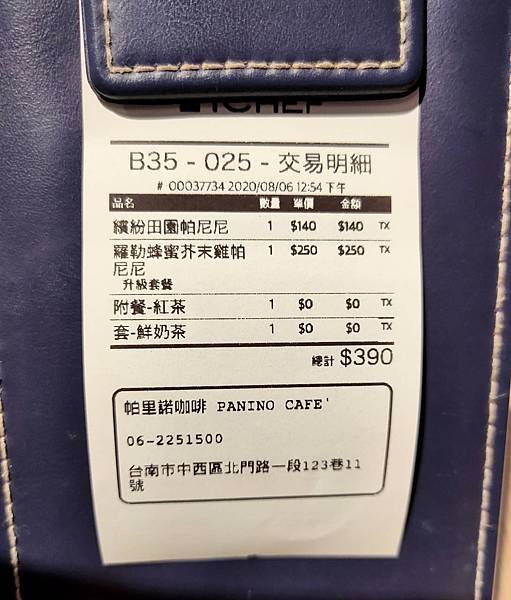 iCHEF
B35 - 025 - 交易明細
# 00037734 2020/08/06 12:54 下午
品名 數量 單價 金額
繽紛田園帕尼尼 1 $140 $140 TX
羅勒蜂蜜芥末雞帕 1 $250 $250 TX
尼尼
升級套餐
附餐-紅茶 1 $0 $0 TX
套-鮮奶茶 1 $0 $0 TX
總計 $390
帕里諾咖啡 PANINO CAFE'
06-2251500
台南市中西區北門路一段123巷11
號